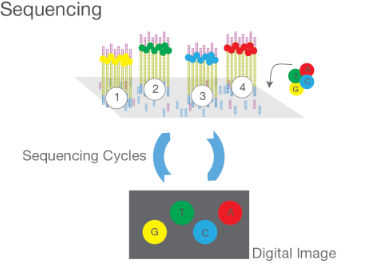 Sequencing
1
2
3
4
G
C
Sequencing Cycles
T
G
C
Digital Image